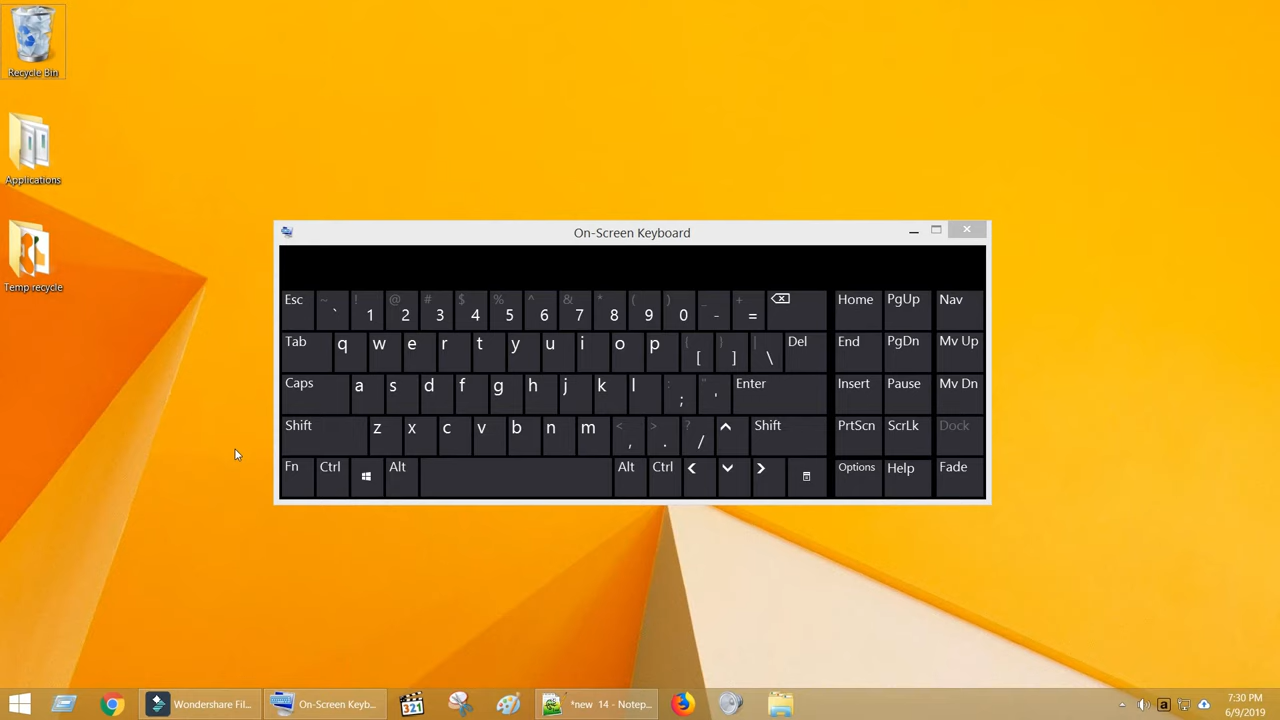 Recycle Bin
Applications
Temp recycle
On-Screen Keyboard
Esc ~ ` ! 1 @ 2 # 3 $ 4 % 5 ^ 6 & 7 * 8 ( 9 ) 0 _ - + = Home PgUp Nav
Tab q w e r t y u i o p { [ } ] | \ Del End PgDn Mv Up
Caps a s d f g h j k l : ; " ' Enter Insert Pause Mv Dn
Shift z x c v b n m < , > . ? / Shift PrtScn ScrLk Dock
Fn Ctrl Alt Alt Ctrl Options Help Fade
Wondershare Fil... On-Screen Keyb... 321 *new 14 - Notep... a 7:30 PM
6/9/2019